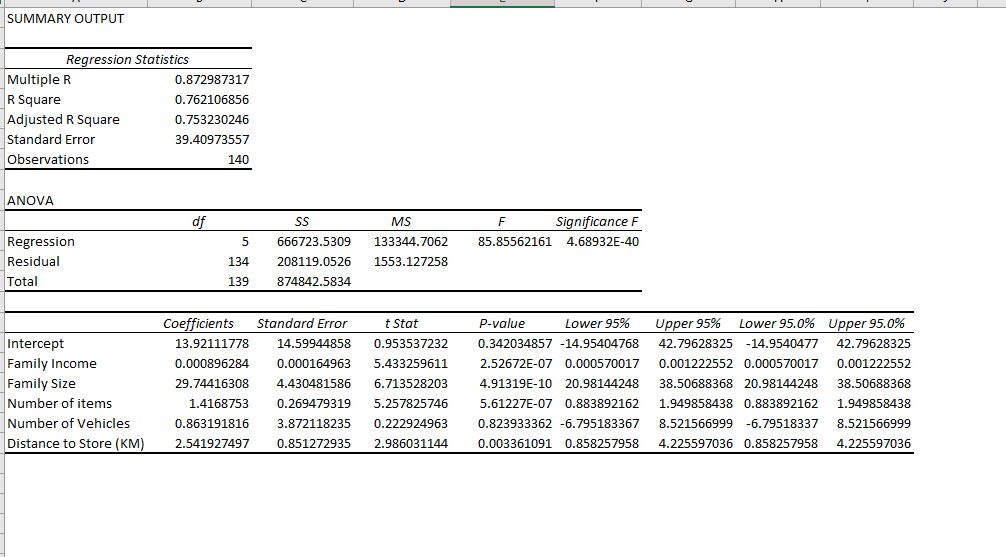 SUMMARY OUTPUT
Regression Statistics
Multiple R 0.872987317
R Square 0.762106856
Adjusted R Square 0.753230246
Standard Error 39.40973557
Observations 140
ANOVA
df SS MS F Significance F
Regression 5 666723.5309 133344.7062 85.85562161 4.68932E-40
Residual 134 208119.0526 1553.127258
Total 139 874842.5834
Coefficients Standard Error t Stat P-value Lower 95% Upper 95% Lower 95.0% Upper 95.0%
Intercept 13.92111778 14.59944858 0.953537232 0.342034857 -14.95404768 42.79628325 -14.9540477 42.79628325
Family Income 0.000896284 0.000164963 5.433259611 2.52672E-07 0.000570017 0.001222552 0.000570017 0.001222552
Family Size 29.74416308 4.430481586 6.713528203 4.91319E-10 20.98144248 38.50688368 20.98144248 38.50688368
Number of items 1.4168753 0.269479319 5.257825746 5.61227E-07 0.883892162 1.949858438 0.883892162 1.949858438
Number of Vehicles 0.863191816 3.872118235 0.222924963 0.823933362 -6.795183367 8.521566999 -6.79518337 8.521566999
Distance to Store (KM) 2.541927497 0.851272935 2.986031144 0.003361091 0.858257958 4.225597036 0.858257958 4.225597036